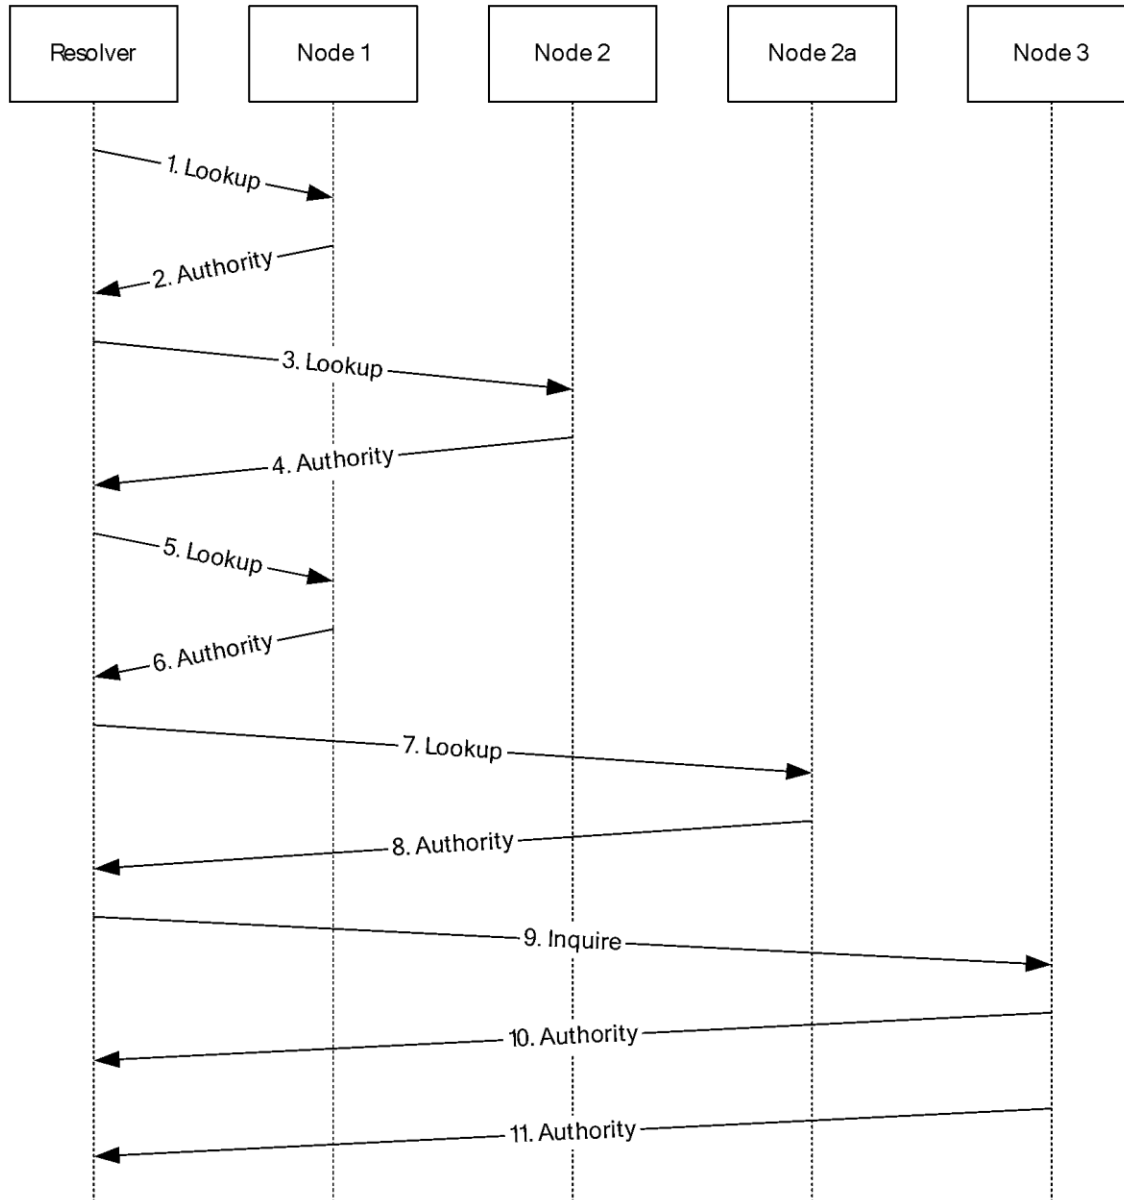 Resolver
Node 1
Node 2
Node 2a
Node 3
1. Lookup
2. Authority
3. Lookup
4. Authority
5. Lookup
6. Authority
7. Lookup
8. Authority
9. Inquire
10. Authority
11. Authority